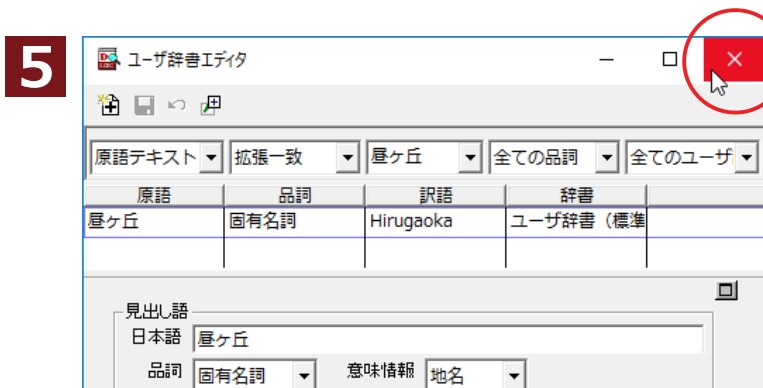 5
ユーザ辞書エディタ
原語テキスト 拡張一致 昼ケ丘 全ての品詞 全てのユーザ
原語 品詞 訳語 辞書
昼ケ丘 固有名詞 Hirugaoka ユーザ辞書（標準
見出し語
日本語 昼ケ丘
品詞 固有名詞 意味情報 地名